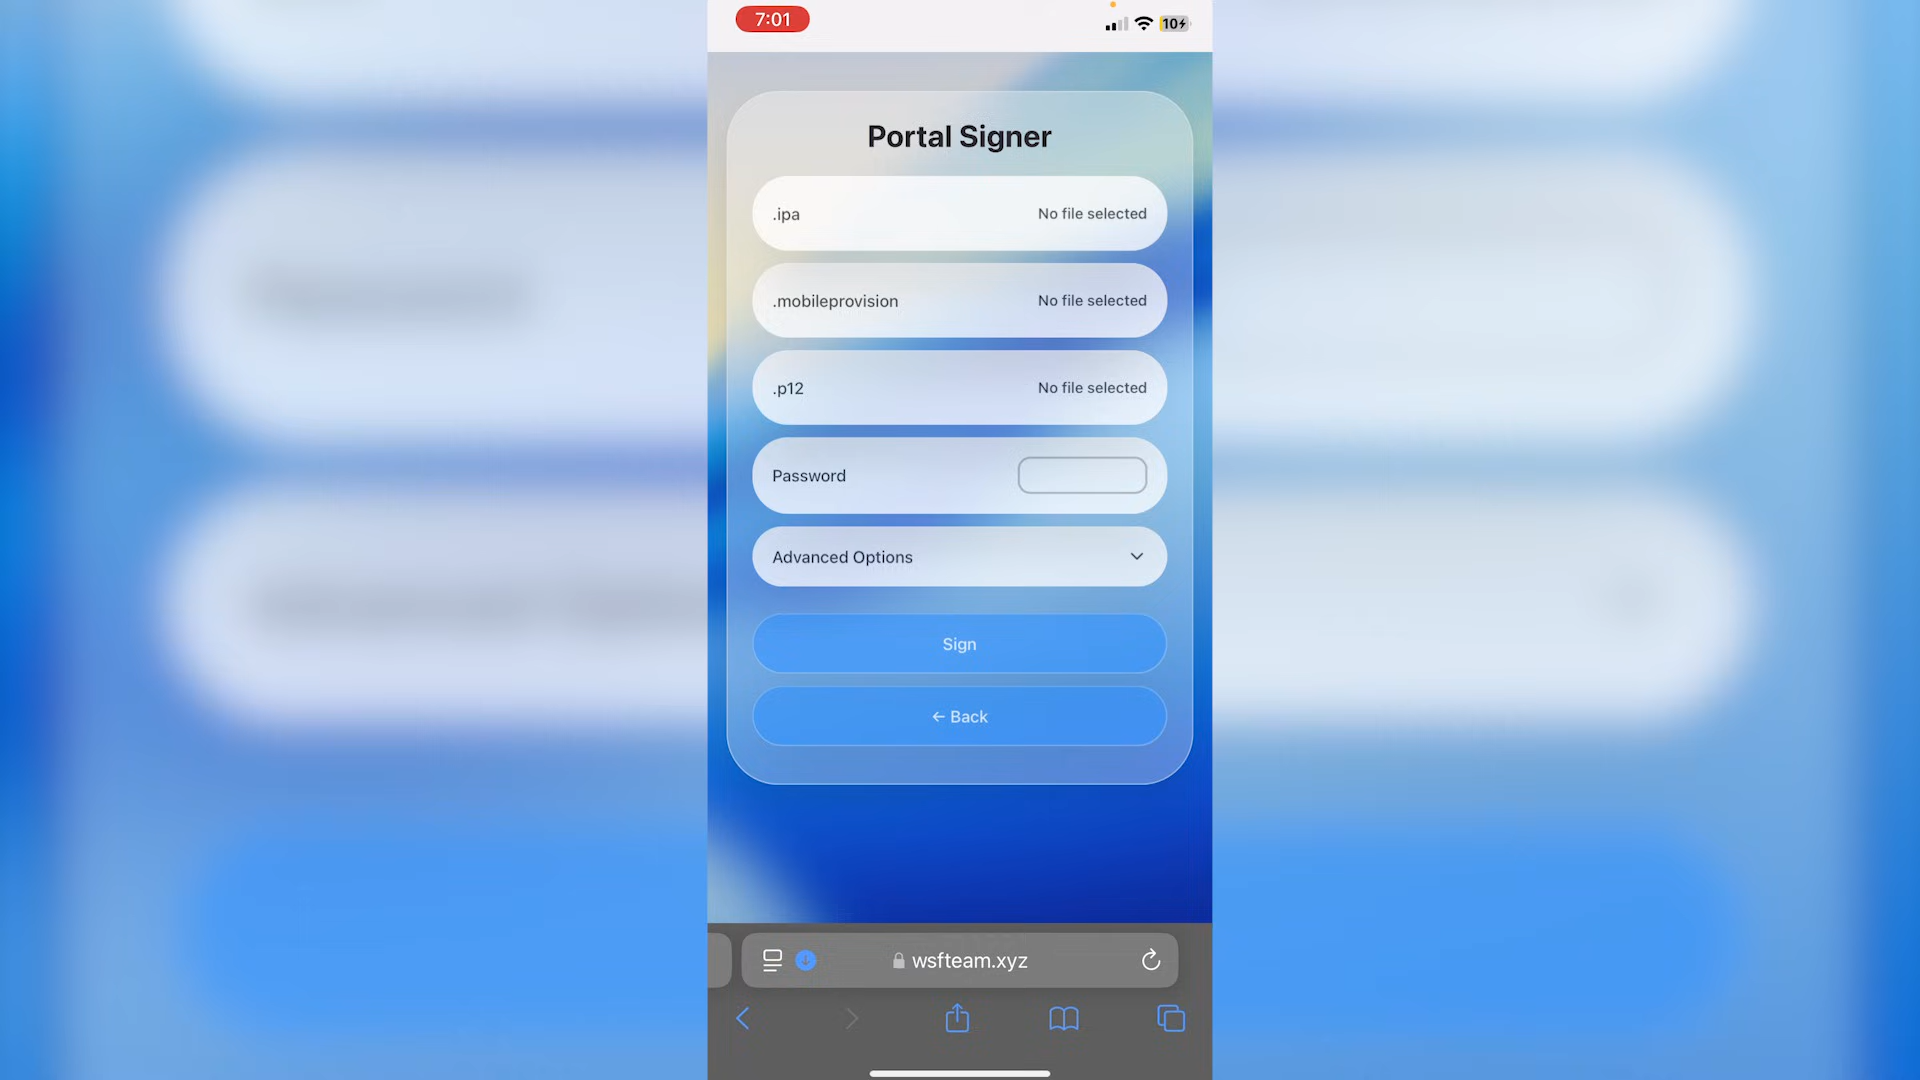 7:01
10
Portal Signer
.ipa No file selected
.mobileprovision No file selected
.p12 No file selected
Password
Advanced Options
Sign
← Back
wsfteam.xyz